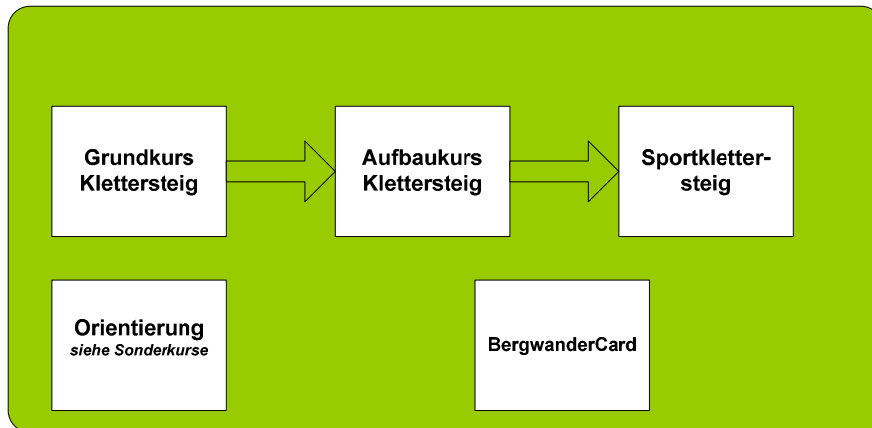 Grundkurs
Klettersteig
Aufbaukurs
Klettersteig
Sportkletter-
steig
Orientierung
siehe Sonderkurse
BergwanderCard